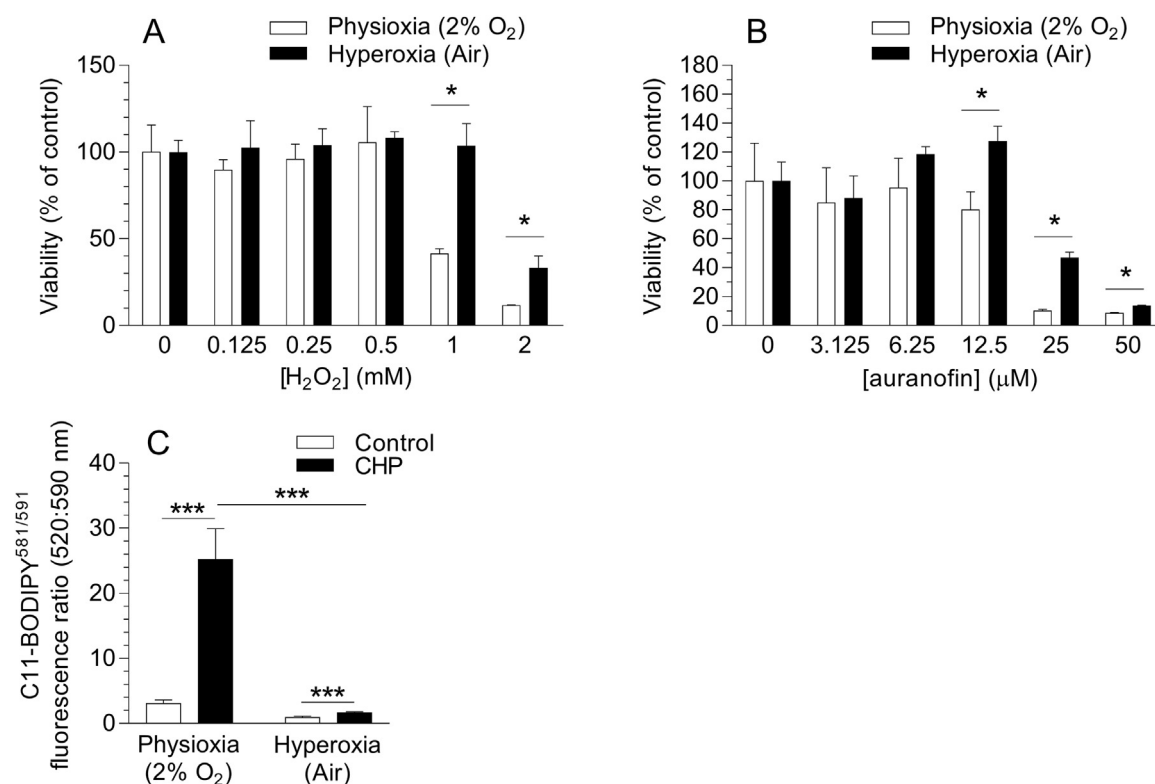 A
Physioxia (2% O₂)
Hyperoxia (Air)
Viability (% of control)
150
100
50
0
*
*
0 0.125 0.25 0.5 1 2
[H₂O₂] (mM)
B
Physioxia (2% O₂)
Hyperoxia (Air)
Viability (% of control)
180
160
140
120
100
80
60
40
20
0
*
*
*
0 3.125 6.25 12.5 25 50
[auranofin] (μM)
C
Control
CHP
C11-BODIPY⁵⁸¹/⁵⁹¹
fluorescence ratio (520:590 nm)
40
30
20
10
0
***
***
***
Physioxia
(2% O₂)
Hyperoxia
(Air)